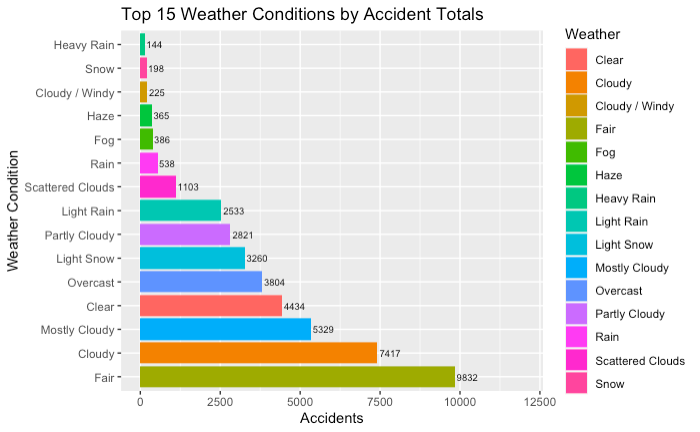 Top 15 Weather Conditions by Accident Totals
Weather Condition
Heavy Rain 144
Snow 198
Cloudy / Windy 225
Haze 365
Fog 386
Rain 538
Scattered Clouds 1103
Light Rain 2533
Partly Cloudy 2821
Light Snow 3260
Overcast 3804
Clear 4434
Mostly Cloudy 5329
Cloudy 7417
Fair 9832
0 2500 5000 7500 10000 12500
Accidents
Weather
Clear
Cloudy
Cloudy / Windy
Fair
Fog
Haze
Heavy Rain
Light Rain
Light Snow
Mostly Cloudy
Overcast
Partly Cloudy
Rain
Scattered Clouds
Snow